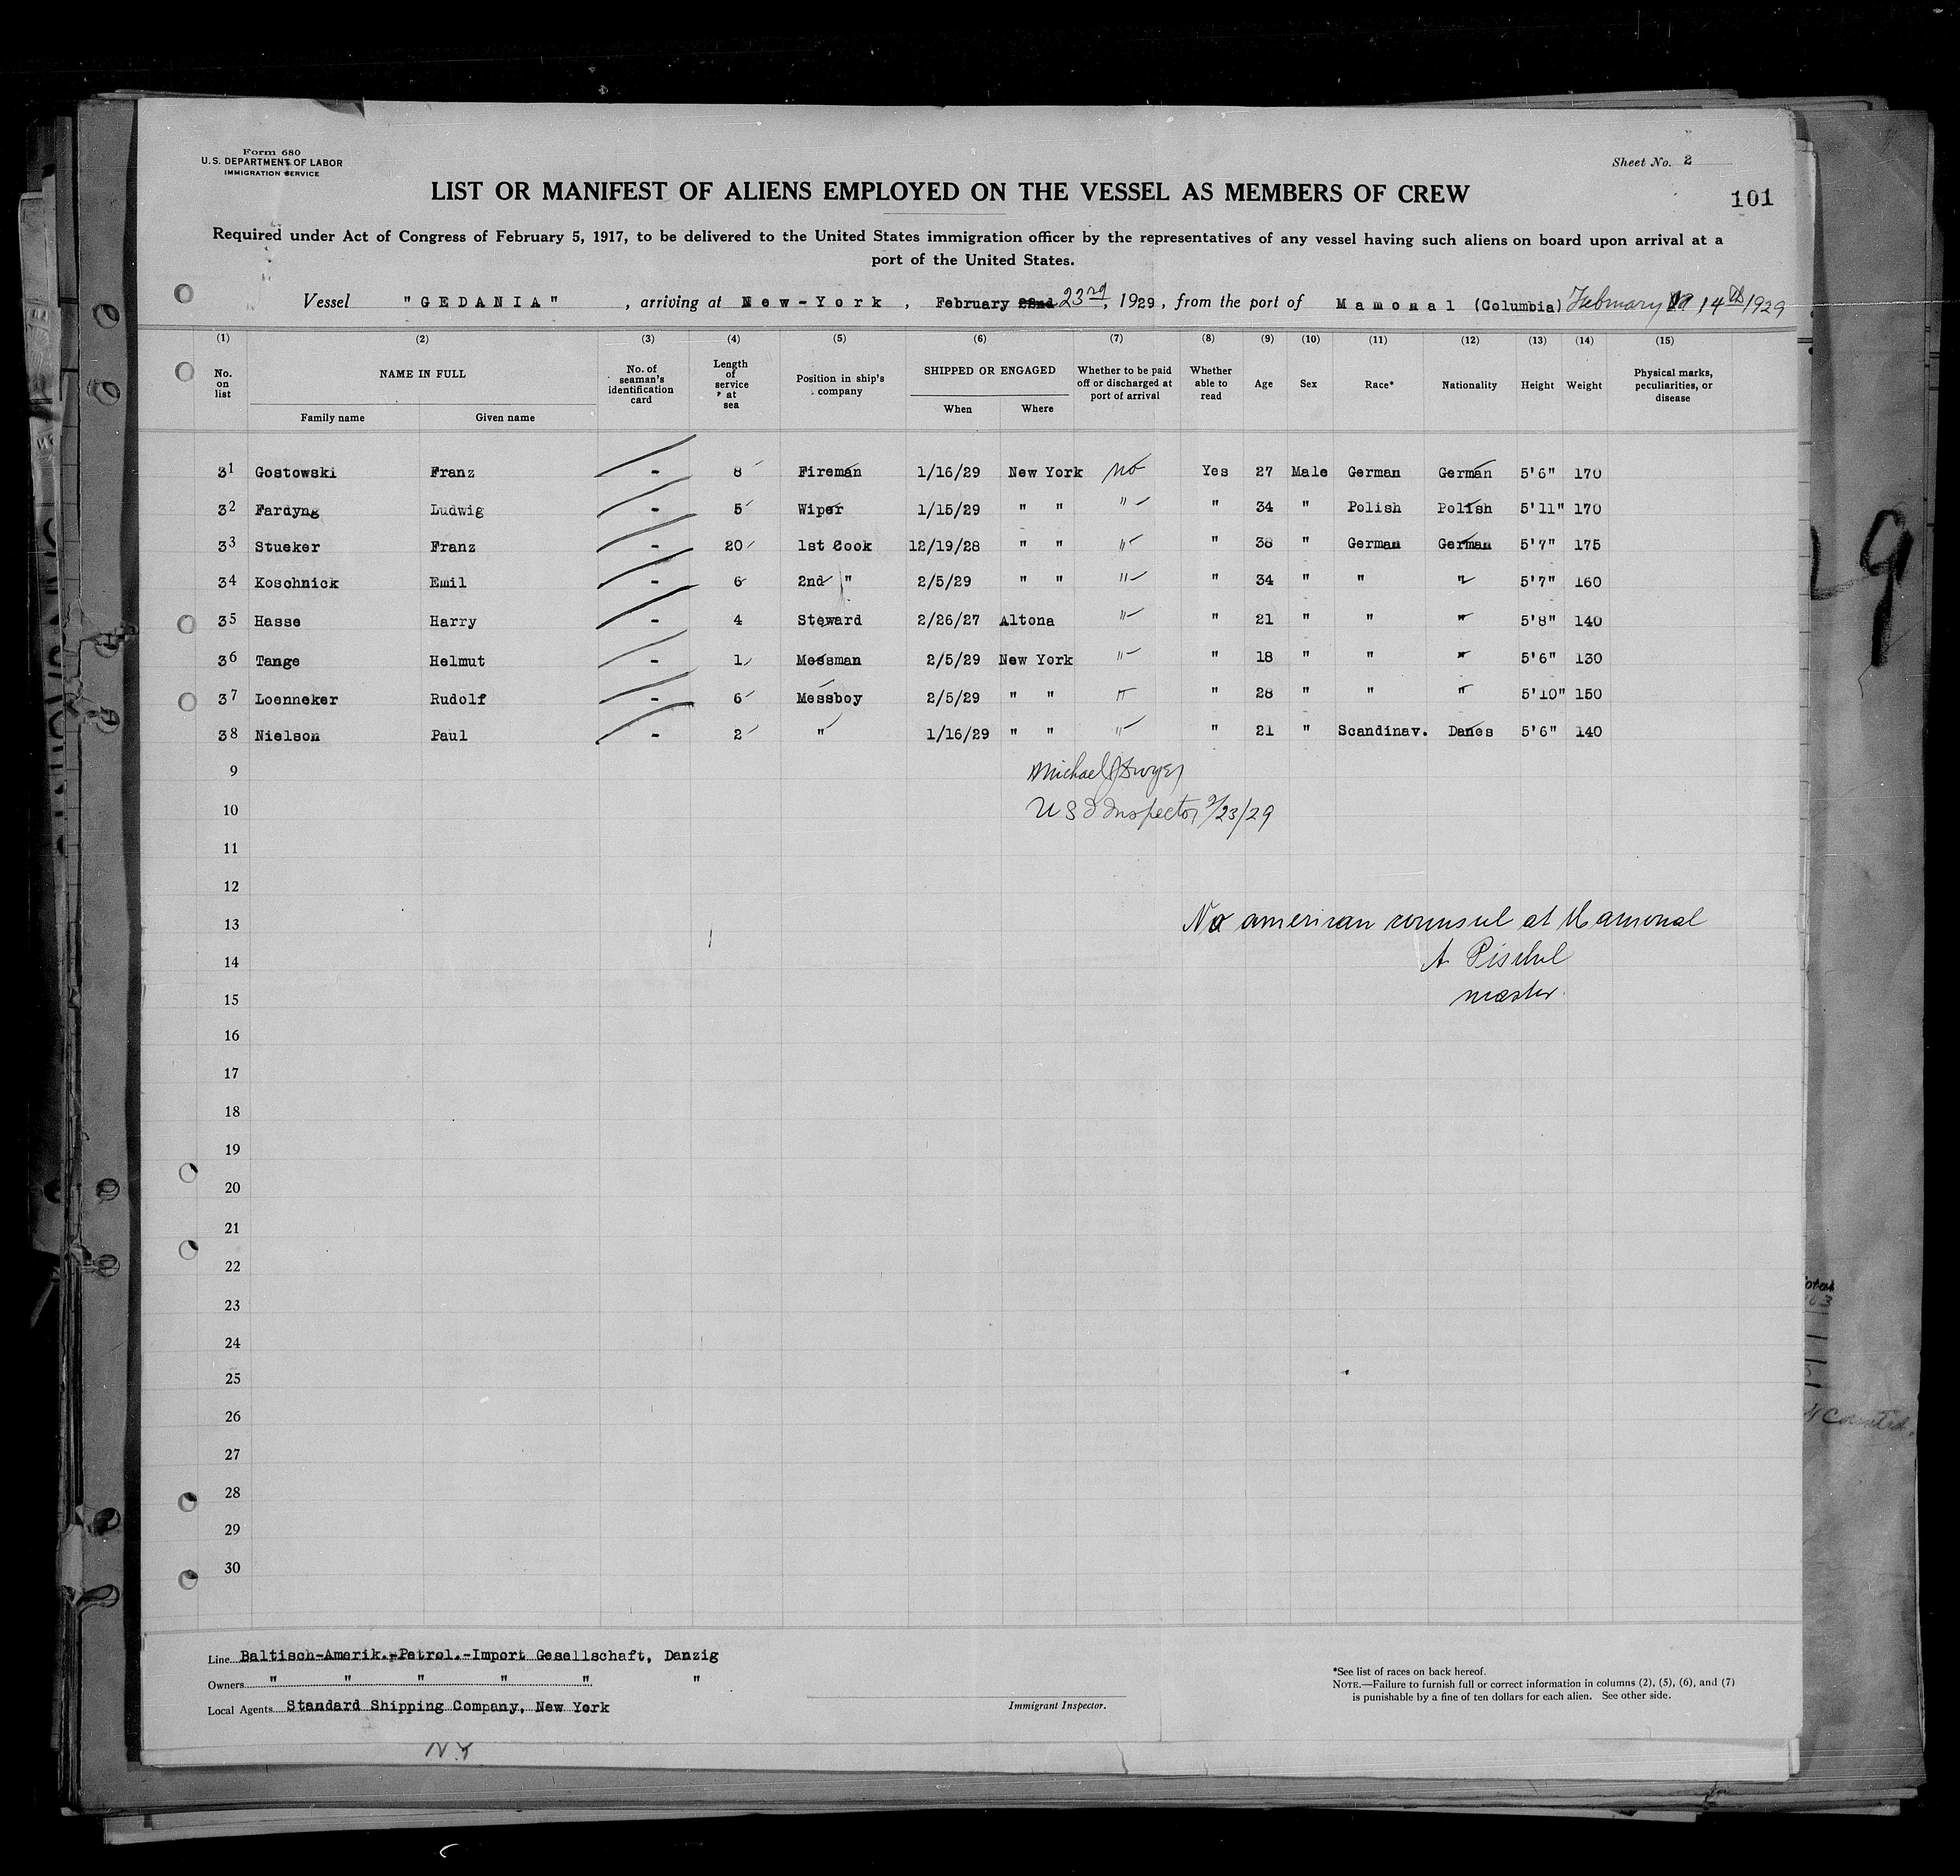 Form 680
U.S. DEPARTMENT OF LABOR
IMMIGRATION SERVICE
Sheet No. 2
LIST OR MANIFEST OF ALIENS EMPLOYED ON THE VESSEL AS MEMBERS OF CREW
101
Required under Act of Congress of February 5, 1917, to be delivered to the United States immigration officer by the representatives of any vessel having such aliens on board upon arrival at a
port of the United States.
Vessel "GEDANIA", arriving at New-York, February 22nd 23rd, 1929, from the port of Mamonal (Columbia) February 14th 1929
(1) (2) (3) (4) (5) (6) (7) (8) (9) (10) (11) (12) (13) (14) (15)
No. on list NAME IN FULL Family name Given name No. of seaman's identification card Length of service at sea Position in ship's company SHIPPED OR ENGAGED When Where Whether to be paid off or discharged at port of arrival Whether able to read Age Sex Race* Nationality Height Weight Physical marks, peculiarities, or disease
31 Gostowski Franz - 8 Fireman 1/16/29 New York no Yes 27 Male German German 5'6" 170
32 Fardyng Ludwig - 5 Wiper 1/15/29 " " " " 34 " Polish Polish 5'11" 170
33 Stueker Franz - 20 1st Cook 12/19/28 " " " " 38 " German German 5'7" 175
34 Koschnick Emil - 6 2nd " 2/5/29 " " " " 34 " " " 5'7" 160
35 Hasse Harry - 4 Steward 2/26/27 Altona " " 21 " " " 5'8" 140
36 Tange Helmut - 1 Messman 2/5/29 New York " " 18 " " " 5'6" 130
37 Loenneker Rudolf - 6 Messboy 2/5/29 " " " " 28 " " " 5'10" 150
38 Nielson Paul - 2 " 1/16/29 " " " " 21 " Scandinav. Danes 5'6" 140
9 Michael J Dwyer
10 U S I Inspector 2/23/29
11
12
13 No american counsul at Mamonal
14 A. Pischel
15 master.
16
17
18
19
20
21
22
23
24
25
26
27
28
29
30
Line Baltisch-Amerik.-Petrol.-Import Gesellschaft, Danzig
Owners " " " " " "
Local Agents Standard Shipping Company, New York
Immigrant Inspector.
*See list of races on back hereof.
NOTE.—Failure to furnish full or correct information in columns (2), (5), (6), and (7)
is punishable by a fine of ten dollars for each alien. See other side.
N.Y